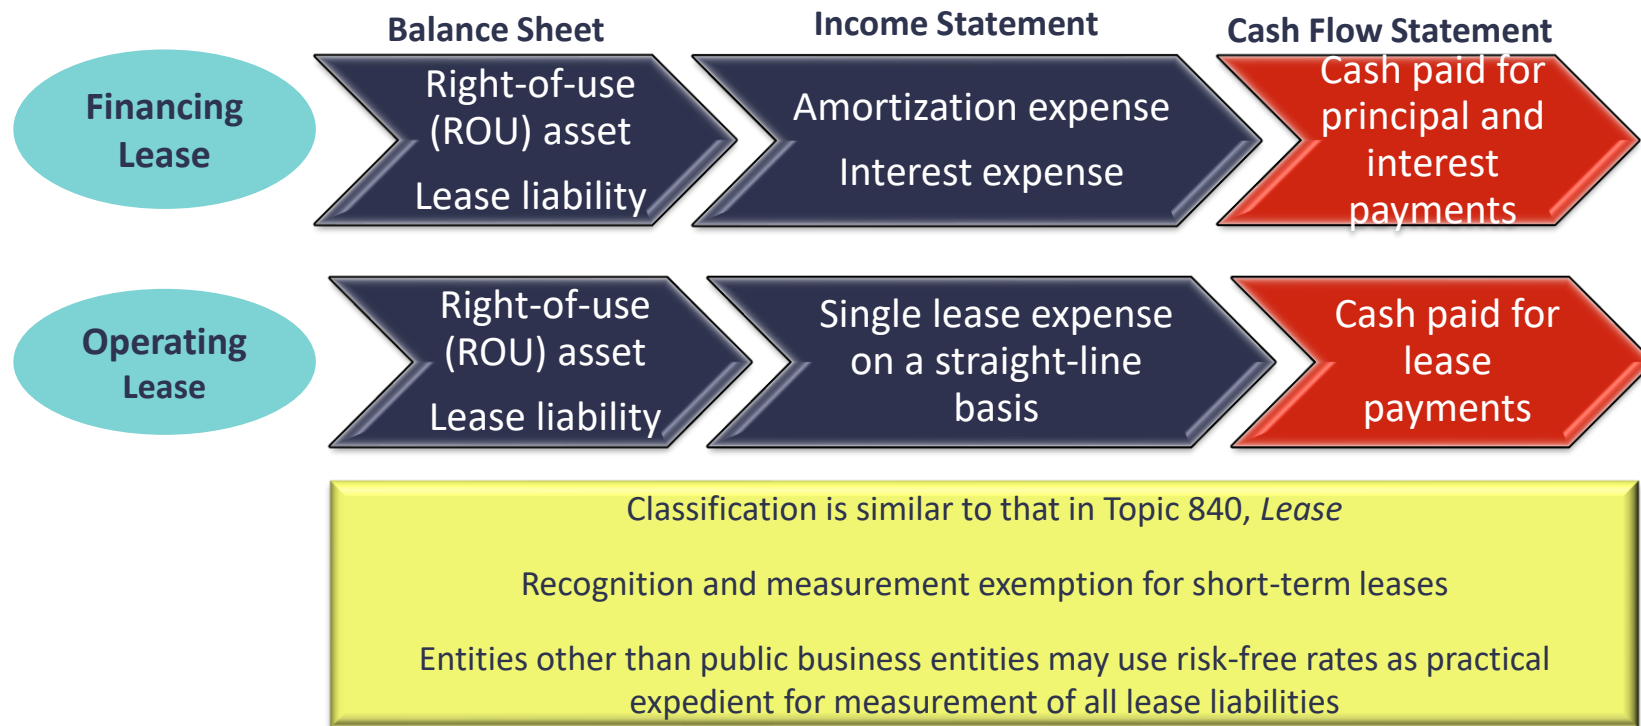 Balance Sheet
Income Statement
Cash Flow Statement
Financing
Lease
Right-of-use
(ROU) asset
Lease liability
Amortization expense
Interest expense
Cash paid for
principal and
interest
payments
Operating
Lease
Right-of-use
(ROU) asset
Lease liability
Single lease expense
on a straight-line
basis
Cash paid for
lease
payments
Classification is similar to that in Topic 840, Lease
Recognition and measurement exemption for short-term leases
Entities other than public business entities may use risk-free rates as practical
expedient for measurement of all lease liabilities